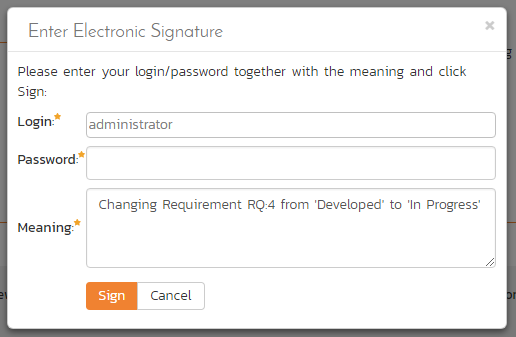 Enter Electronic Signature
×
Please enter your login/password together with the meaning and click
Sign:
Login:* administrator
Password:*
Changing Requirement RQ:4 from 'Developed' to 'In Progress'
Meaning:*
Sign Cancel